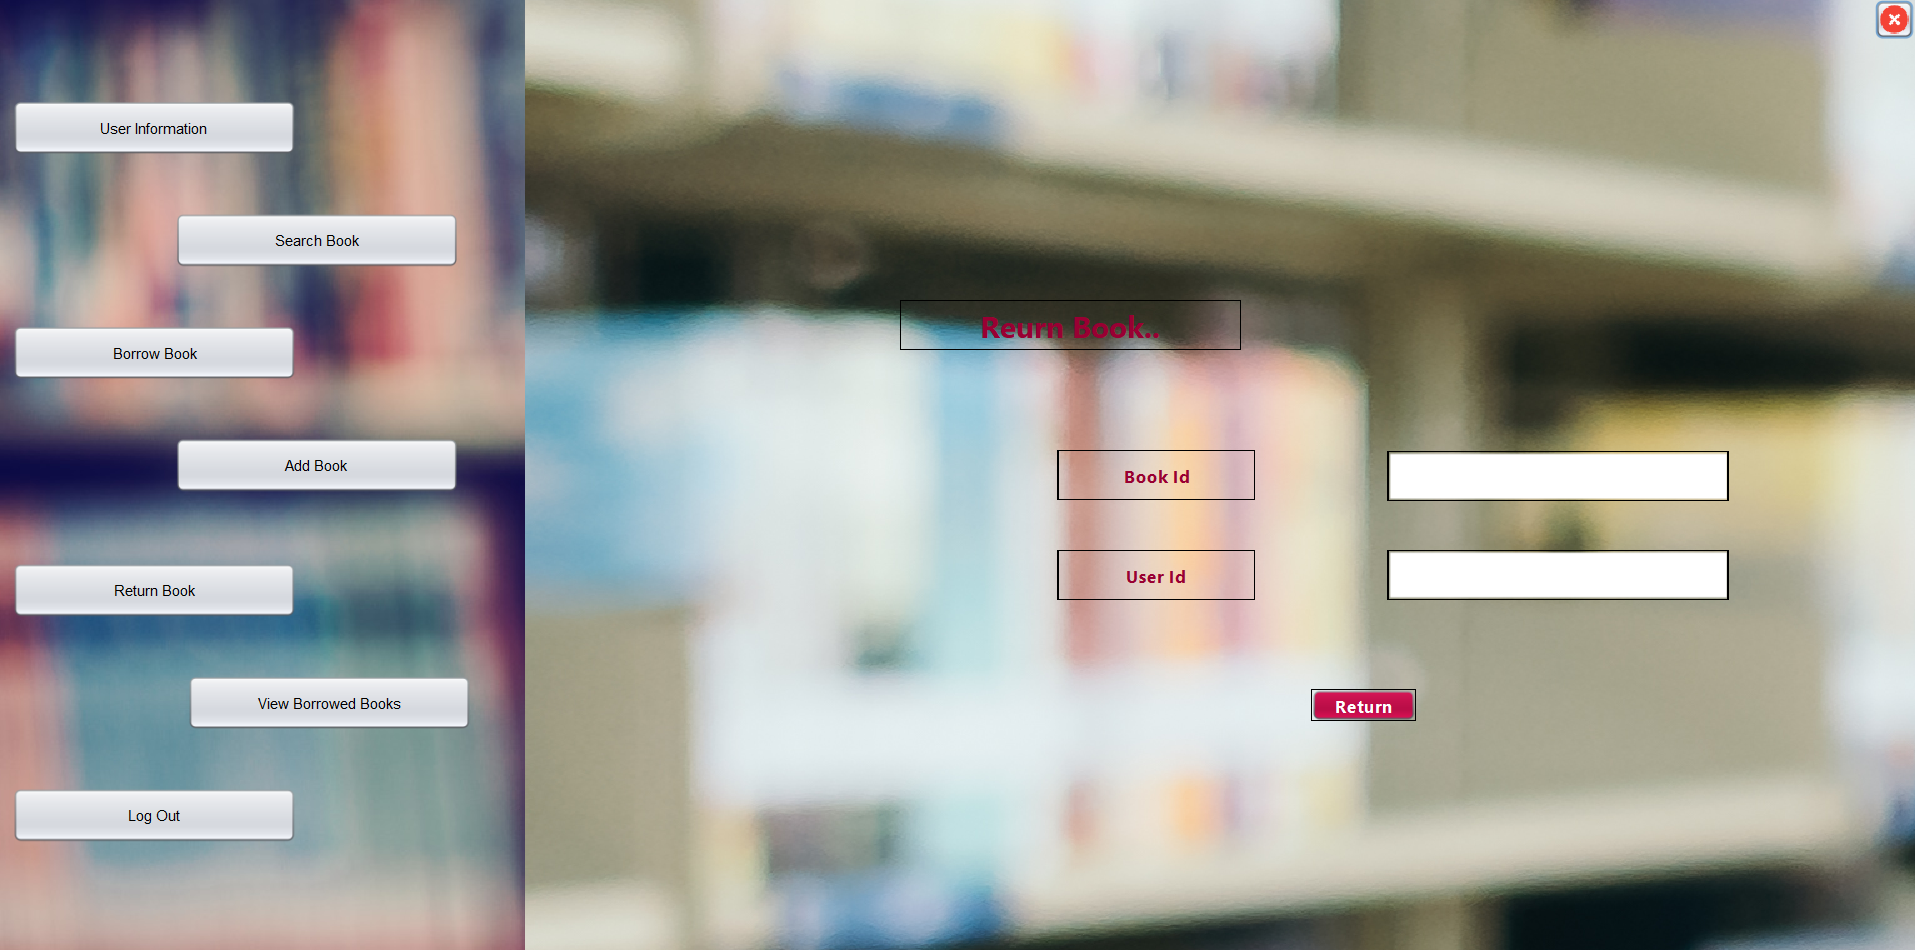 User Information
Search Book
Borrow Book
Add Book
Return Book
View Borrowed Books
Log Out
Reurn Book..
Book Id
User Id
Return